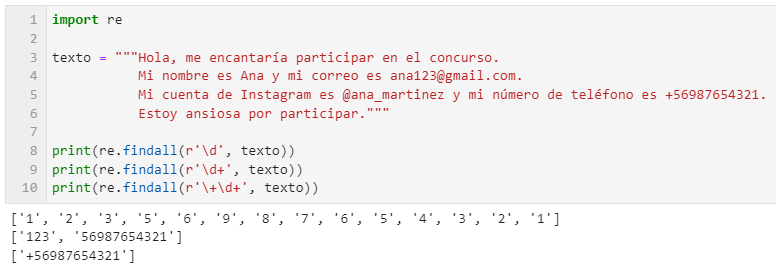 1 import re
2
3 texto = """Hola, me encantaría participar en el concurso.
4 Mi nombre es Ana y mi correo es ana123@gmail.com.
5 Mi cuenta de Instagram es @ana_martinez y mi número de teléfono es +56987654321.
6 Estoy ansiosa por participar."""
7
8 print(re.findall(r'\d', texto))
9 print(re.findall(r'\d+', texto))
10 print(re.findall(r'\+\d+', texto))
['1', '2', '3', '5', '6', '9', '8', '7', '6', '5', '4', '3', '2', '1']
['123', '56987654321']
['+56987654321']